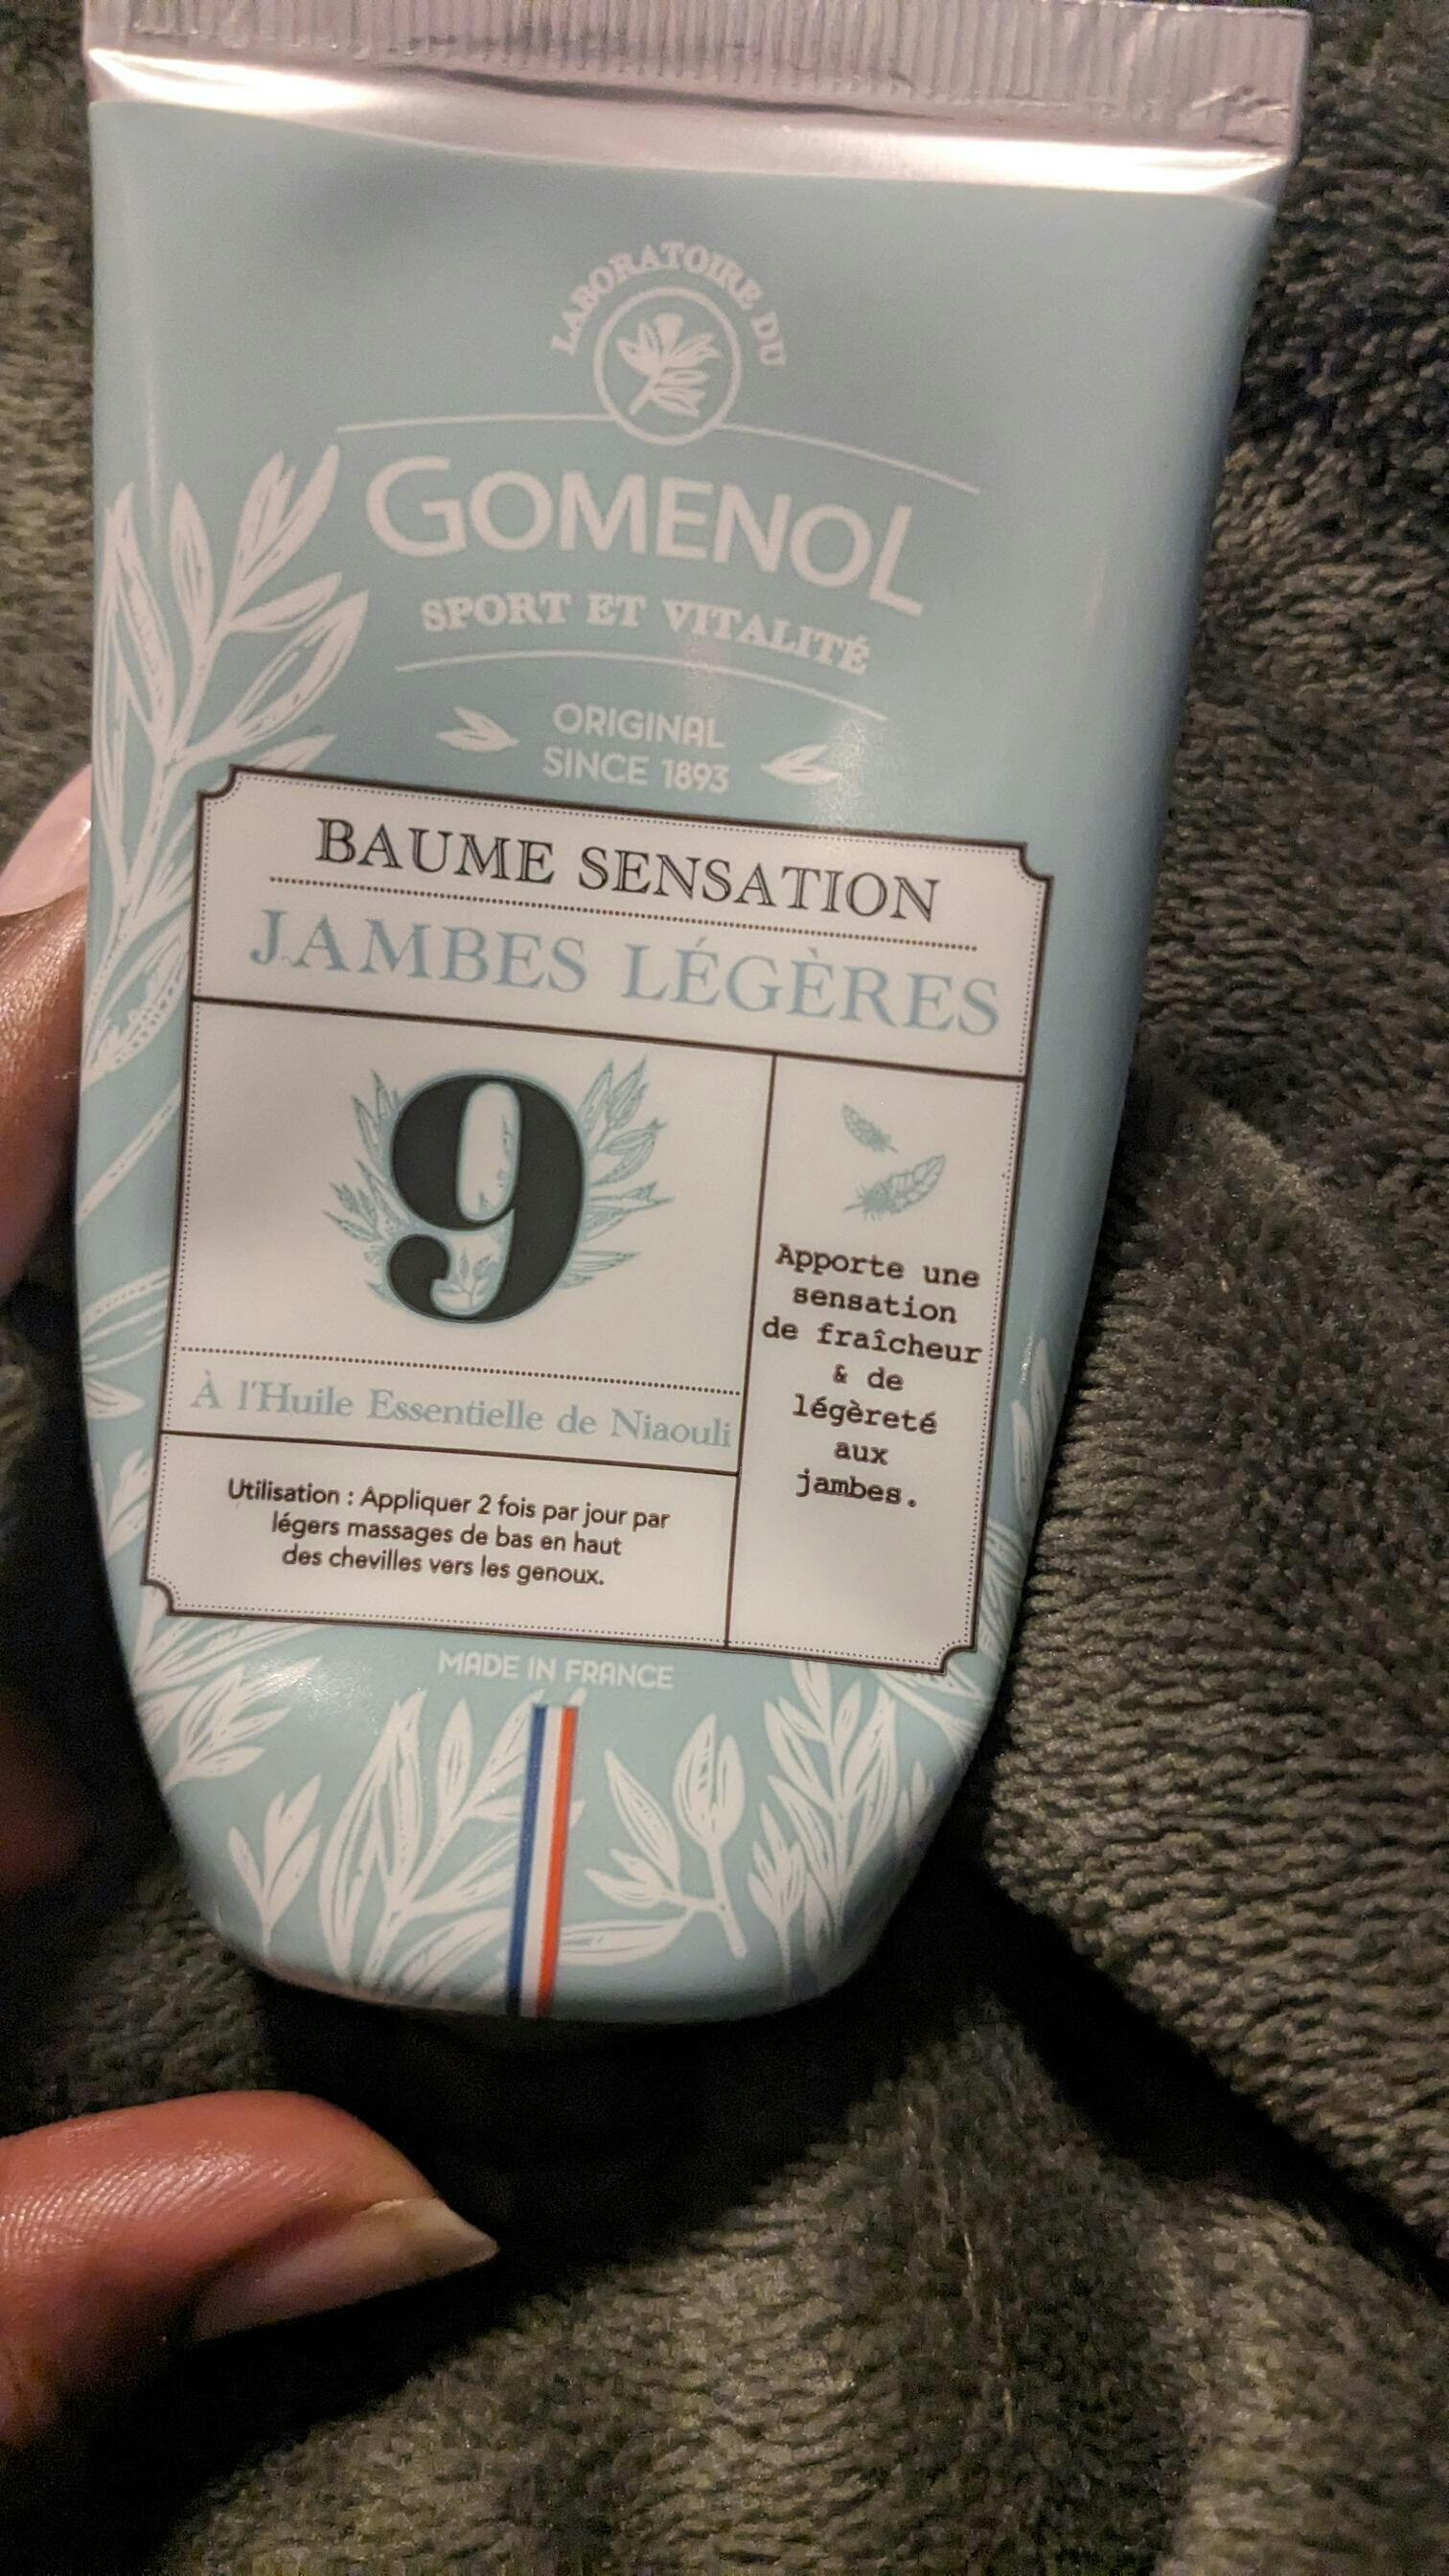 LABORATOIRE DU
GOMENOL
SPORT ET VITALITÉ
ORIGINAL
SINCE 1893
BAUME SENSATION
JAMBES LÉGÈRES
9
À l'Huile Essentielle de Niaouli
Utilisation : Appliquer 2 fois par jour par
légers massages de bas en haut
des chevilles vers les genoux.
Apporte une
sensation
de fraîcheur
& de
légèreté
aux
jambes.
MADE IN FRANCE